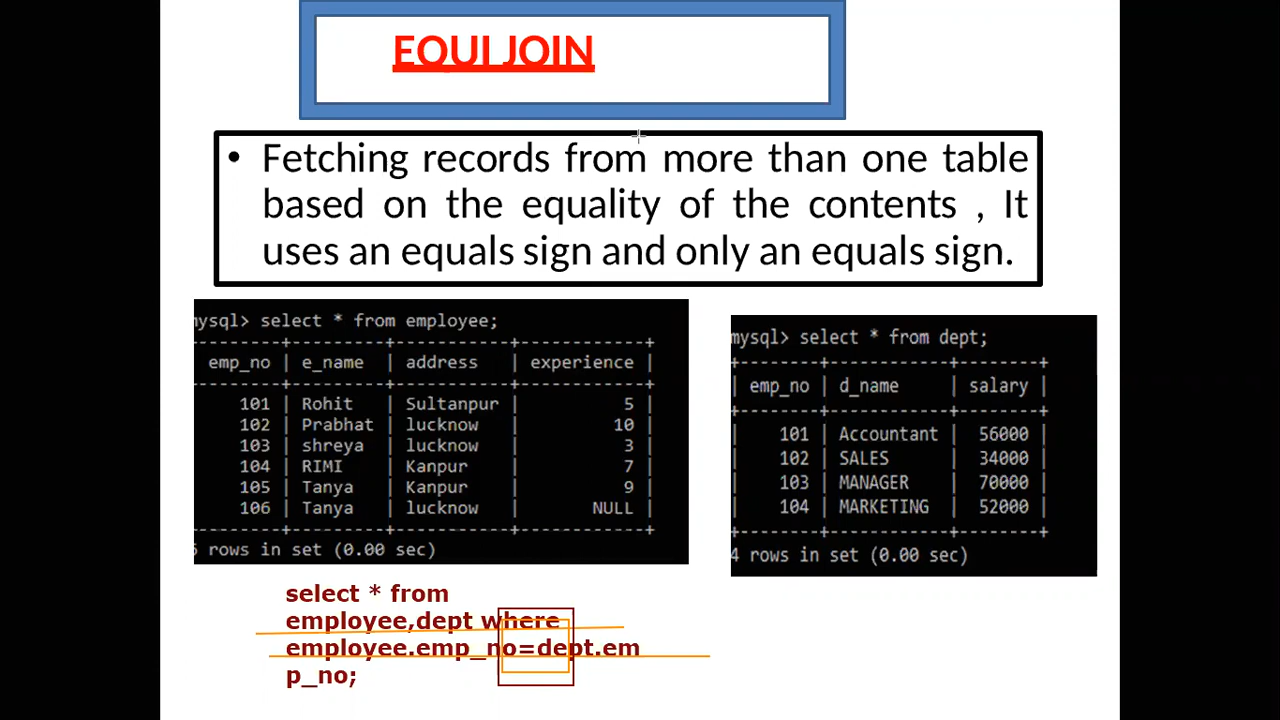 EQUI JOIN
• Fetching records from more than one table
based on the equality of the contents , It
uses an equals sign and only an equals sign.
mysql> select * from employee;
+---------+----------+------------+
emp_no | e_name | address | experience |
+---------+----------+------------+
101 | Rohit | Sultanpur | 5 |
102 | Prabhat | lucknow | 10 |
103 | shreya | lucknow | 3 |
104 | RIMI | Kanpur | 7 |
105 | Tanya | Kanpur | 9 |
106 | Tanya | lucknow | NULL |
+---------+----------+------------+
6 rows in set (0.00 sec)
mysql> select * from dept;
+--------+------------+--------+
| emp_no | d_name | salary |
+--------+------------+--------+
| 101 | Accountant | 56000 |
| 102 | SALES | 34000 |
| 103 | MANAGER | 70000 |
| 104 | MARKETING | 52000 |
+--------+------------+--------+
4 rows in set (0.00 sec)
select * from
employee,dept where
employee.emp_no=dept.em
p_no;